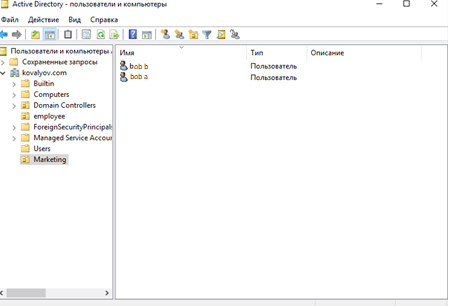 Active Directory - пользователи и компьютеры
Файл Действие Вид Справка
Пользователи и компьютеры
Сохраненные запросы
kovalyov.com
Builtin
Computers
Domain Controllers
employee
ForeignSecurityPrincipals
Managed Service Accou
Users
Marketing
Имя Тип Описание
bob b Пользователь
bob a Пользователь